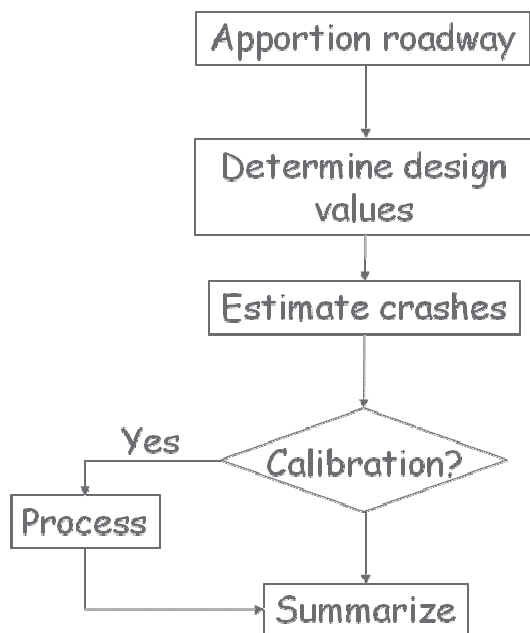 Apportion roadway
Determine design
values
Estimate crashes
Yes
Calibration?
Process
Summarize